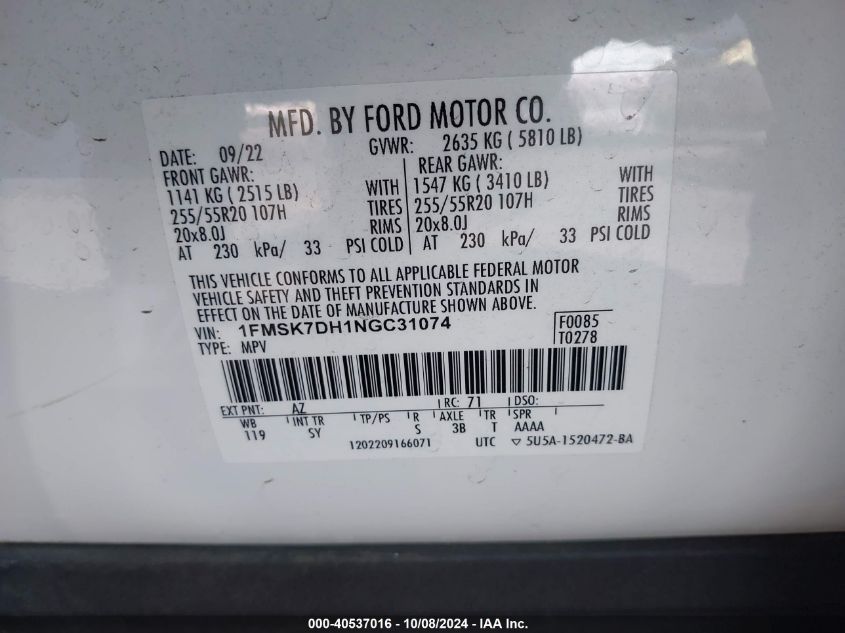 MFD. BY FORD MOTOR CO.
DATE: 09/22 GVWR: 2635 KG ( 5810 LB)
FRONT GAWR: REAR GAWR:
1141 KG ( 2515 LB) WITH 1547 KG ( 3410 LB) WITH
255/55R20 107H TIRES 255/55R20 107H TIRES
20x8.0J RIMS 20x8.0J RIMS
AT 230 kPa/ 33 PSI COLD AT 230 kPa/ 33 PSI COLD
THIS VEHICLE CONFORMS TO ALL APPLICABLE FEDERAL MOTOR
VEHICLE SAFETY AND THEFT PREVENTION STANDARDS IN
EFFECT ON THE DATE OF MANUFACTURE SHOWN ABOVE.
VIN: 1FMSK7DH1NGC31074 F0085
TYPE: MPV T0278
EXT PNT: AZ RC: 71 DSO:
WB INT TR TP/PS R AXLE TR SPR
119 SY S 3B T AAAA
1202209166071 UTC ▽ 5U5A-1520472-BA
000-40537016 - 10/08/2024 - IAA Inc.